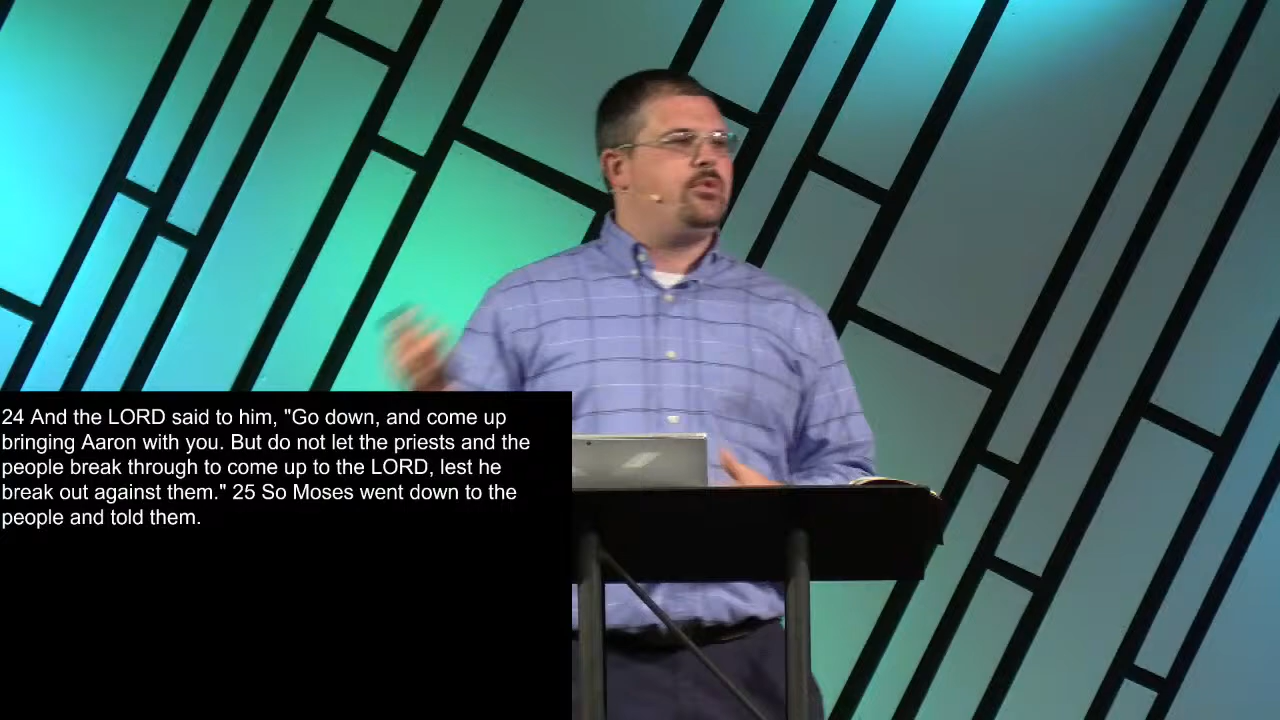 24 And the LORD said to him, "Go down, and come up
bringing Aaron with you. But do not let the priests and the
people break through to come up to the LORD, lest he
break out against them." 25 So Moses went down to the
people and told them.